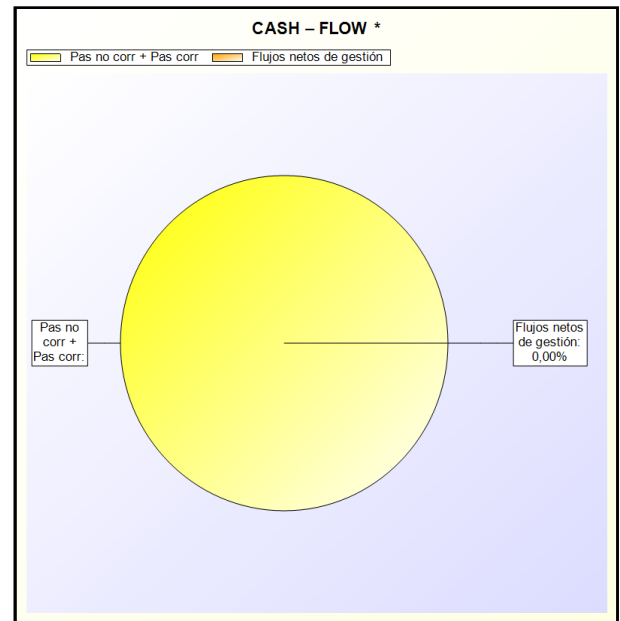 CASH – FLOW *
Pas no corr + Pas corr Flujos netos de gestión
Pas no
corr +
Pas corr:
Flujos netos
de gestión:
0,00%